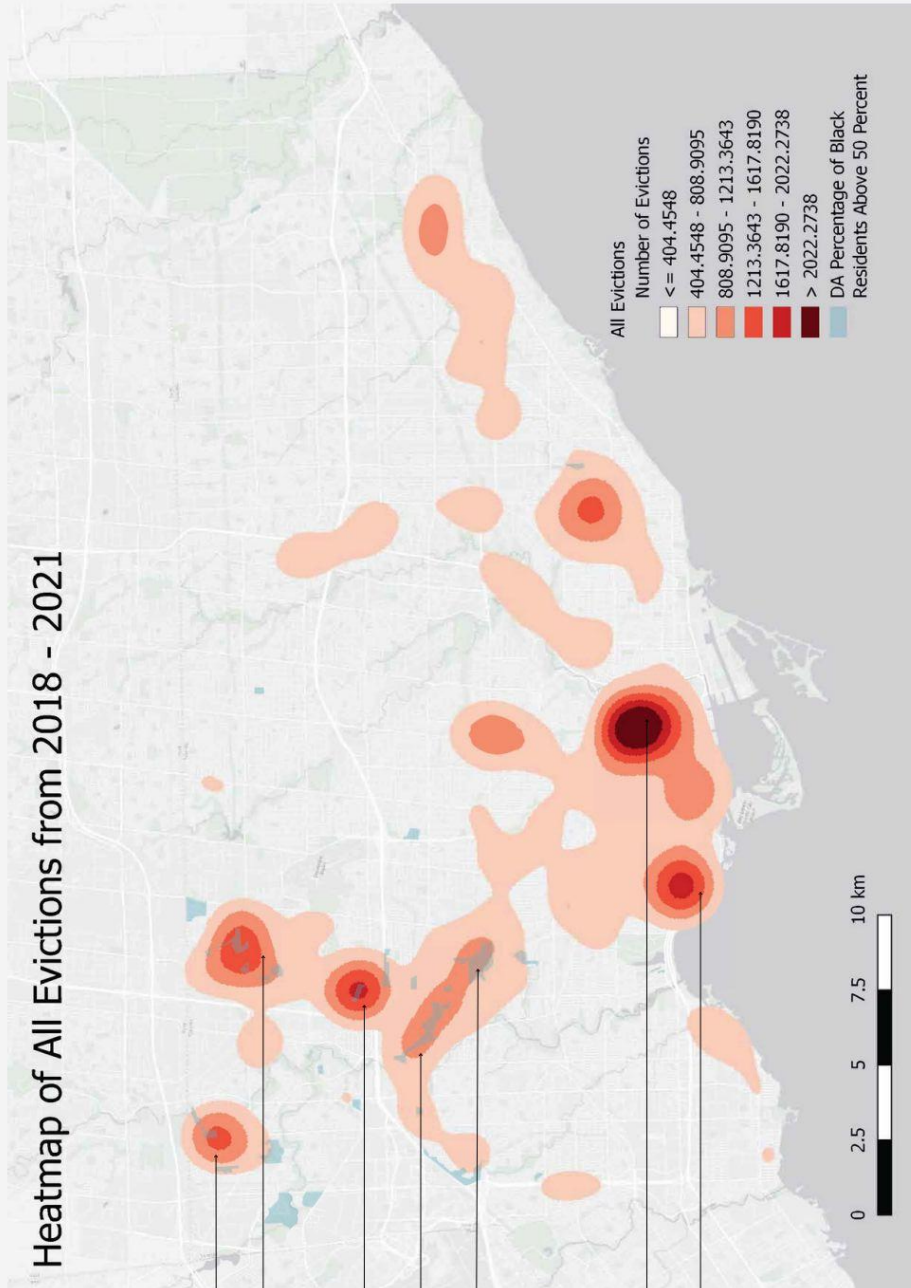 Heatmap of All Evictions from 2018 - 2021
All Evictions
Number of Evictions
<= 404.4548
404.4548 - 808.9095
808.9095 - 1213.3643
1213.3643 - 1617.8190
1617.8190 - 2022.2738
> 2022.2738
DA Percentage of Black
Residents Above 50 Percent
0 2.5 5 7.5 10 km